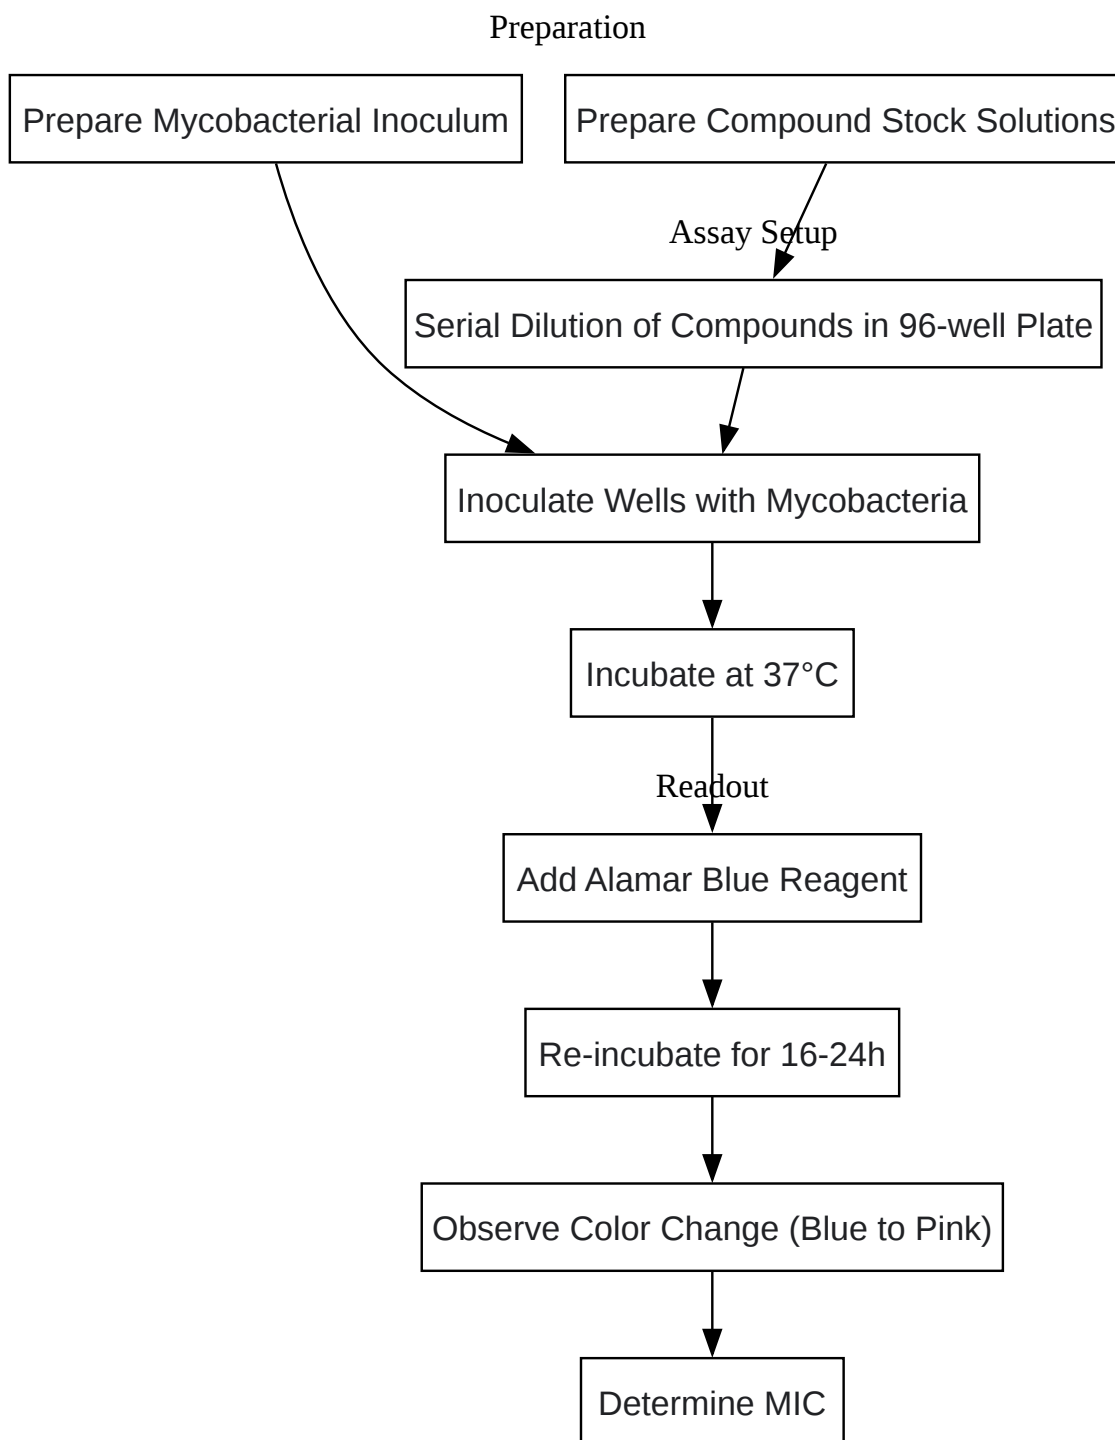 Preparation
Prepare Mycobacterial Inoculum
Prepare Compound Stock Solutions
Assay Setup
Serial Dilution of Compounds in 96-well Plate
Inoculate Wells with Mycobacteria
Incubate at 37°C
Readout
Add Alamar Blue Reagent
Re-incubate for 16-24h
Observe Color Change (Blue to Pink)
Determine MIC